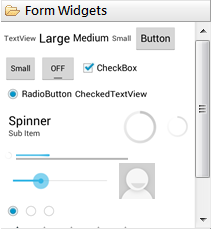 Form Widgets
TextView Large Medium Small Button
Small OFF CheckBox
RadioButton CheckedTextView
Spinner
Sub Item